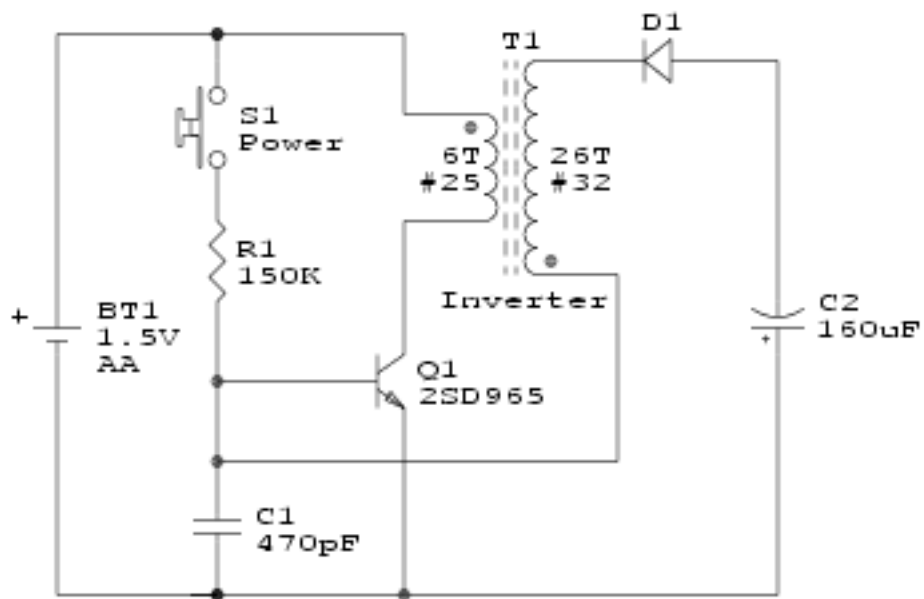 D1
T1
S1
Power
6T
#25
26T
#32
R1
150K
Inverter
+
BT1
1.5V
AA
C2
160uF
+
Q1
2SD965
C1
470pF